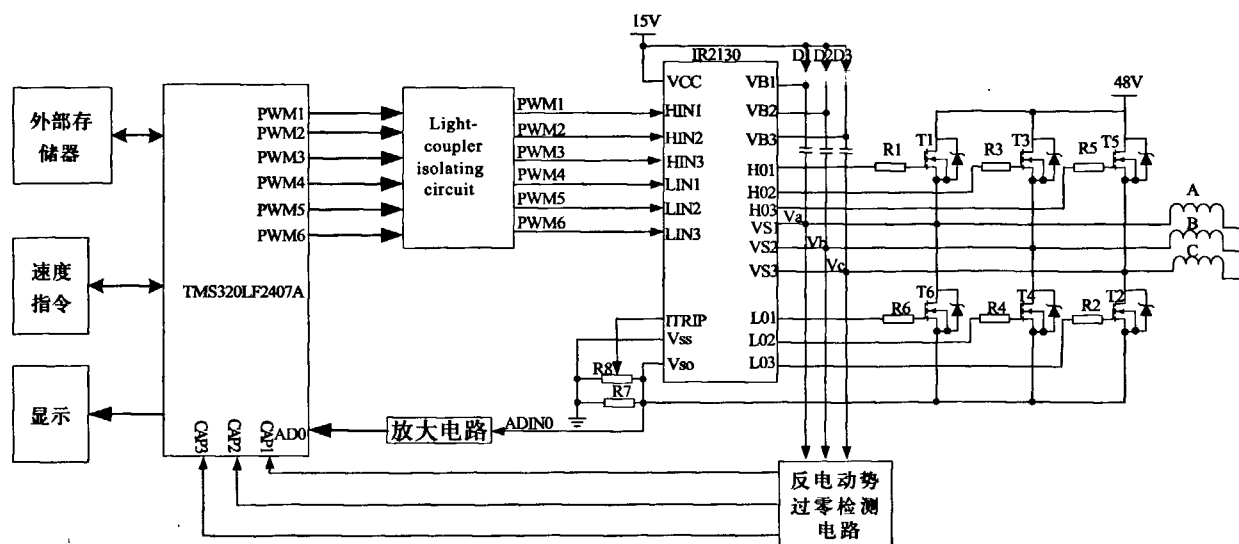 15V
IR2130
D1
D2
D3
48V
外部存
储器
速度
指令
显示
PWM1
PWM2
PWM3
PWM4
PWM5
PWM6
TMS320LF2407A
CAP3
CAP2
CAP1
AD0
Light-
coupler
isolating
circuit
PWM1
PWM2
PWM3
PWM4
PWM5
PWM6
VCC
HIN1
HIN2
HIN3
LIN1
LIN2
LIN3
ITRIP
Vss
Vso
VB1
VB2
VB3
H01
H02
H03
VS1
VS2
VS3
L01
L02
L03
Va
Vb
Vc
R1
T1
R3
T3
R5
T5
A
B
C
R6
T6
R4
T4
R2
T2
R8
R7
放大电路
ADIN0
反电动势
过零检测
电路